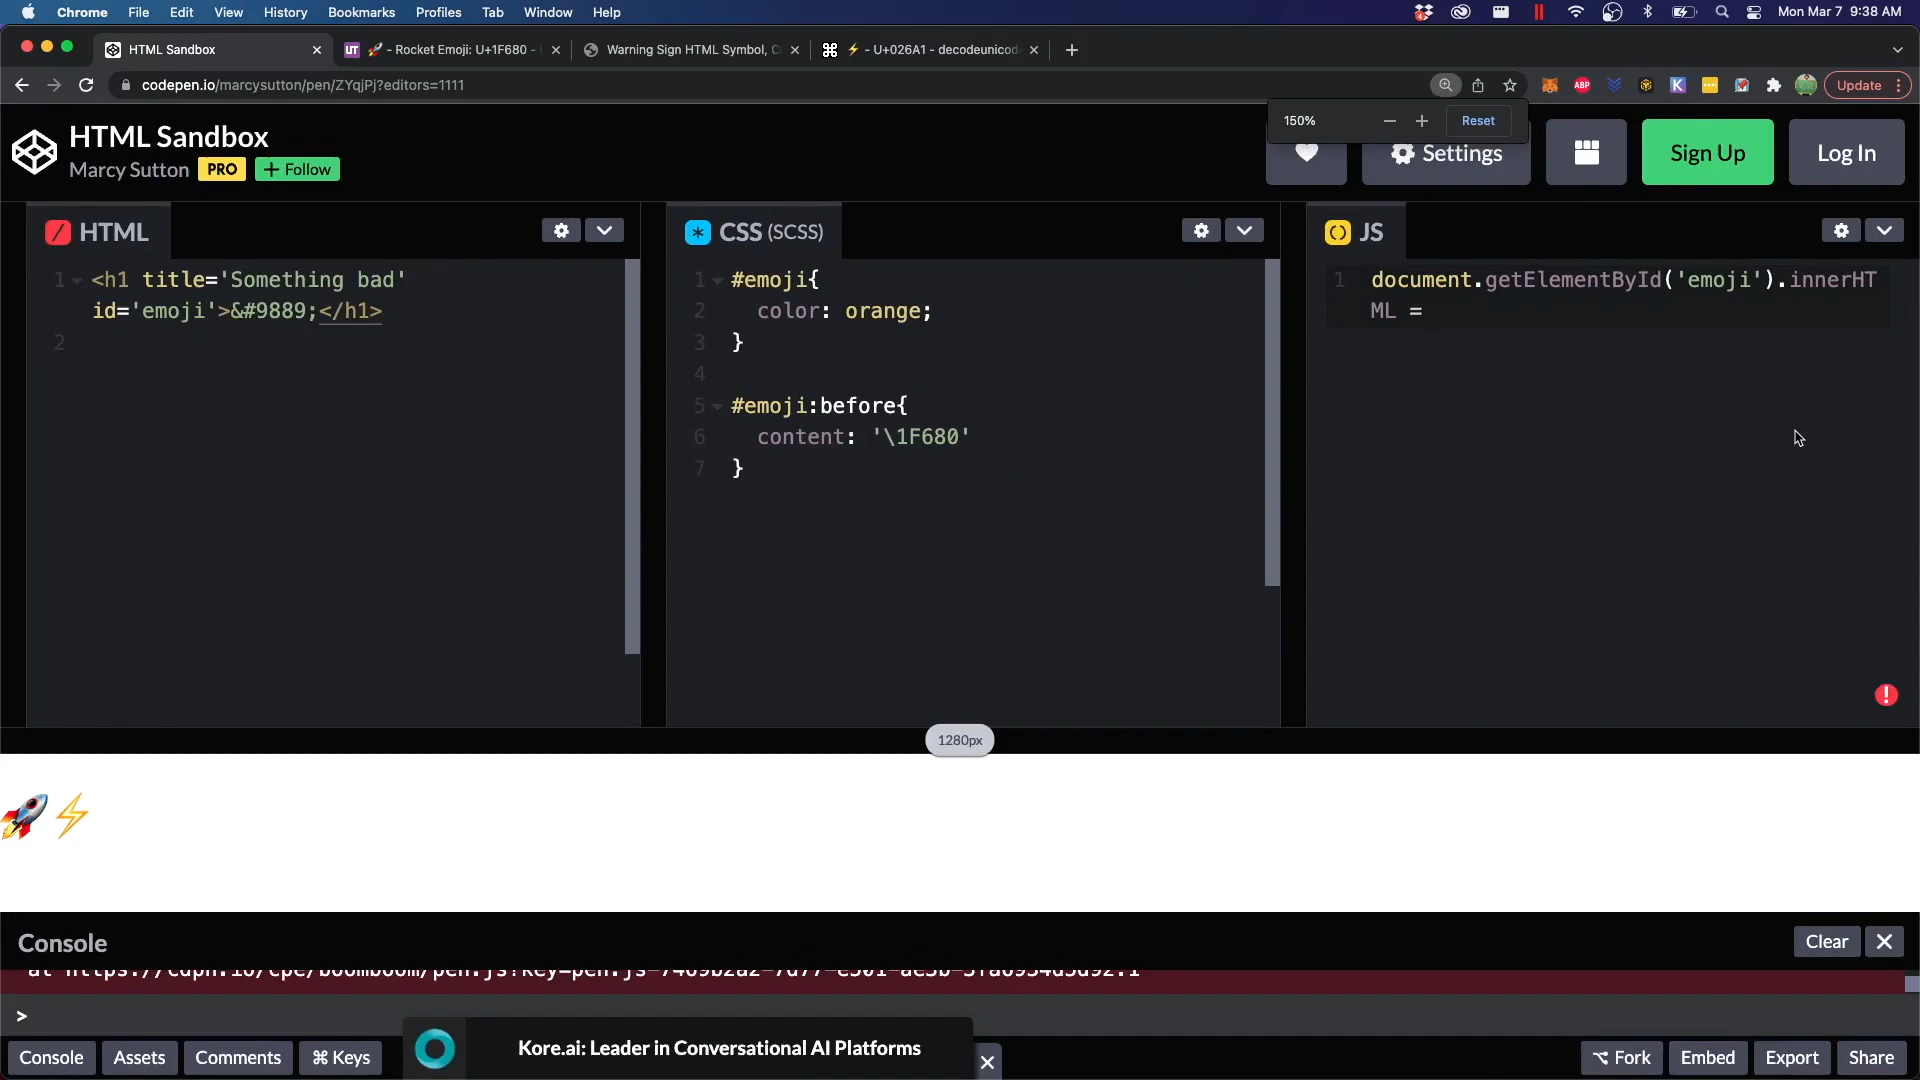 Chrome File Edit View History Bookmarks Profiles Tab Window Help
Mon Mar 7 9:38 AM
HTML Sandbox
🚀 - Rocket Emoji: U+1F680 -
Warning Sign HTML Symbol,
⚡ - U+026A1 - decodeunicod
codepen.io/marcysutton/pen/ZYqjPj?editors=1111
ABP
K
Update
150%
Reset
HTML Sandbox
Marcy Sutton PRO + Follow
Settings
Sign Up
Log In
HTML
CSS (SCSS)
JS
1 <h1 title='Something bad'
id='emoji'>&#9889;</h1>
2
1 #emoji{
2 color: orange;
3 }
4
5 #emoji:before{
6 content: '\1F680'
7 }
1 document.getElementById('emoji').innerHT
ML =
1280px
🚀⚡
Console
Clear
>
Kore.ai: Leader in Conversational AI Platforms
Console Assets Comments ⌘ Keys
Fork Embed Export Share